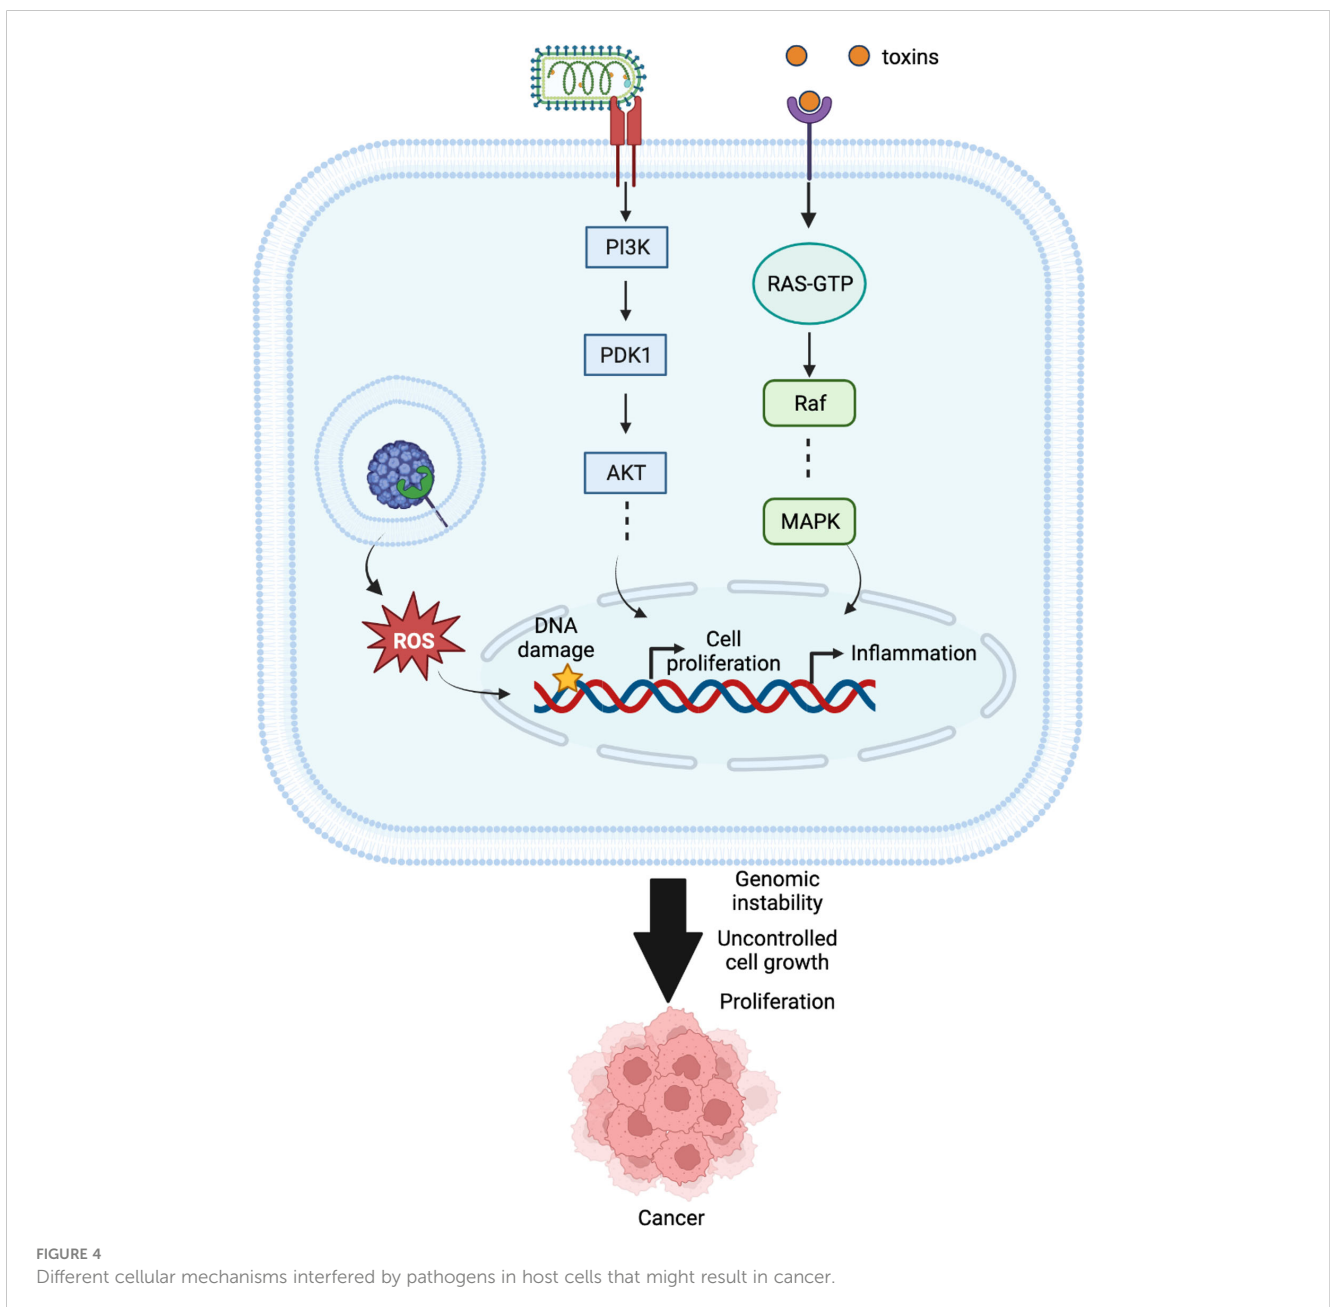 toxins
PI3K
RAS-GTP
PDK1
Raf
AKT
MAPK
ROS
DNA
damage
Cell
proliferation
Inflammation
Genomic
instability
Uncontrolled
cell growth
Proliferation
Cancer
FIGURE 4
Different cellular mechanisms interfered by pathogens in host cells that might result in cancer.